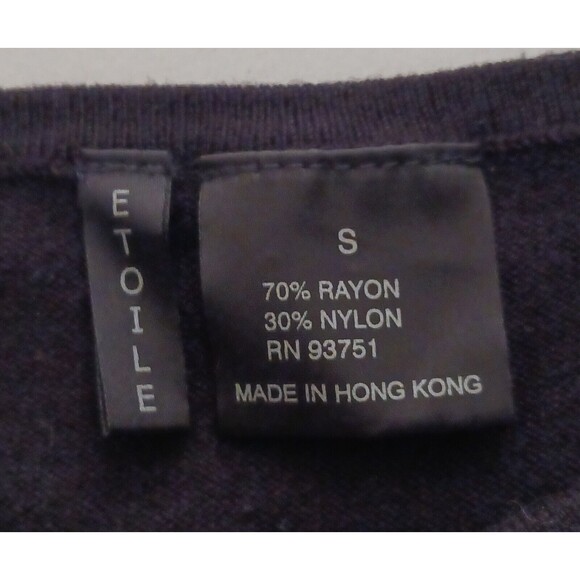 ETOILE
S
70% RAYON
30% NYLON
RN 93751
MADE IN HONG KONG